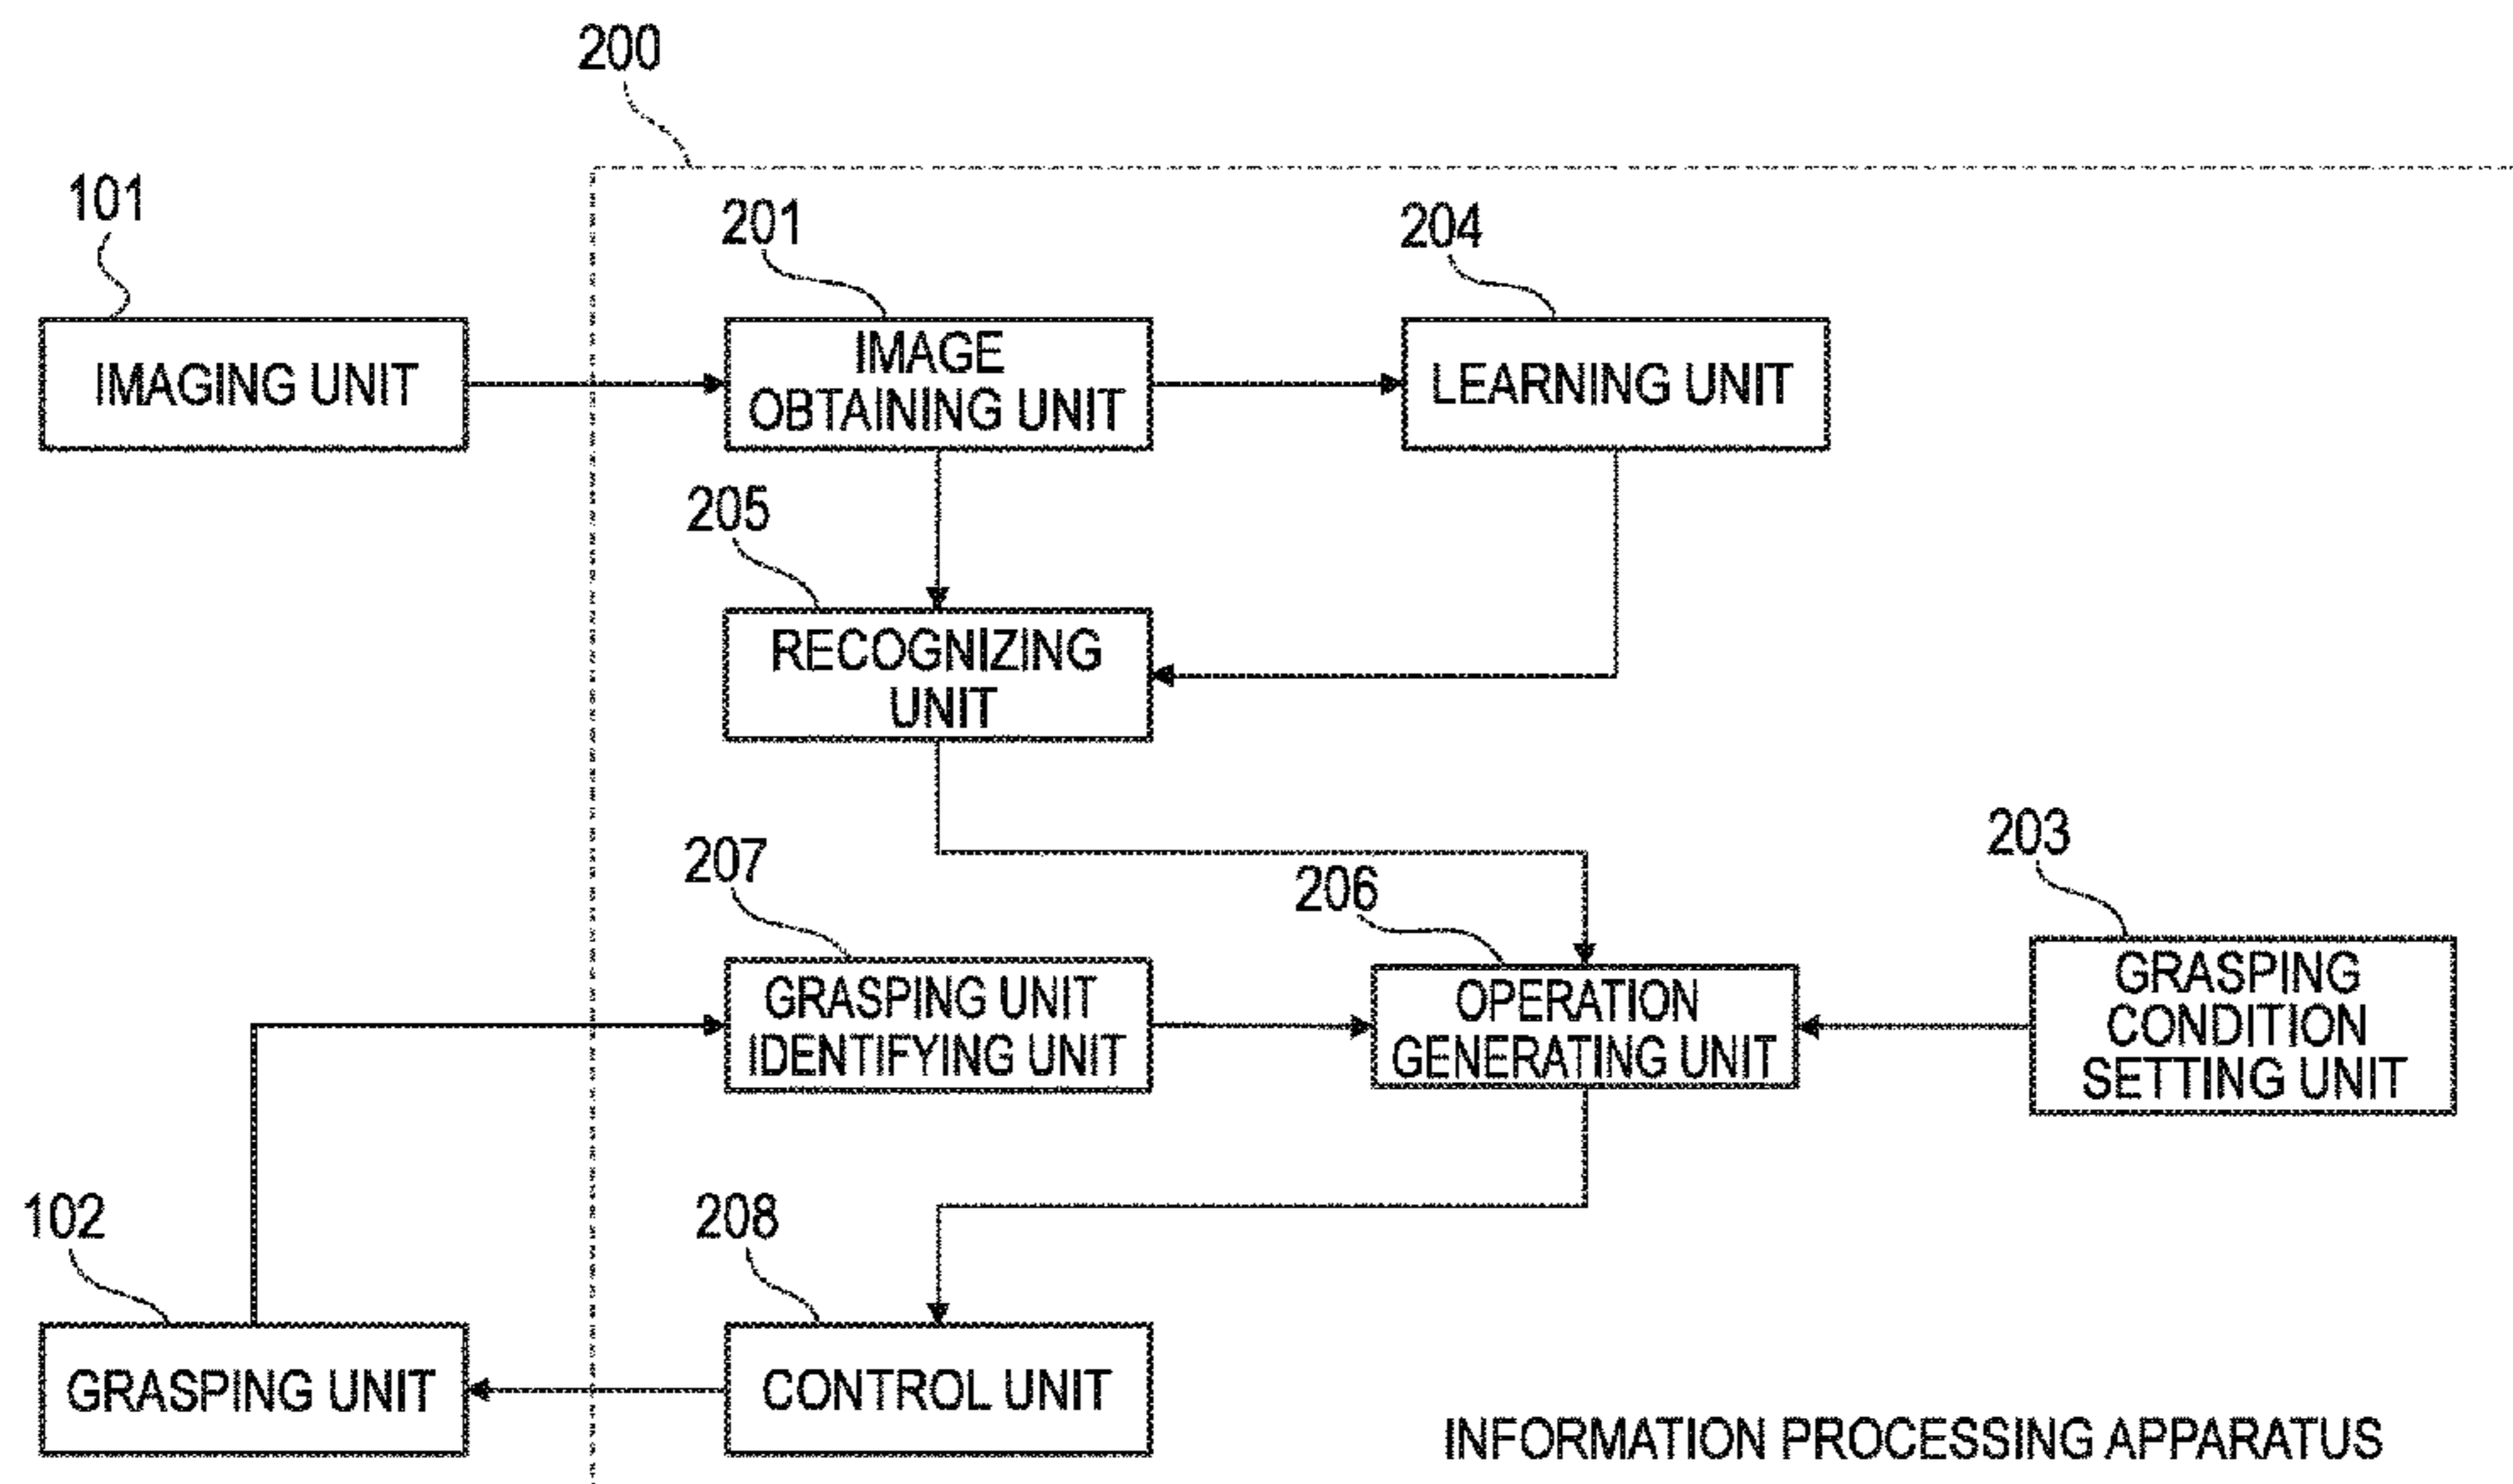 200
101
201
204
IMAGING UNIT
IMAGE
OBTAINING UNIT
LEARNING UNIT
205
RECOGNIZING
UNIT
207
206
203
GRASPING UNIT
IDENTIFYING UNIT
OPERATION
GENERATING UNIT
GRASPING
CONDITION
SETTING UNIT
102
208
GRASPING UNIT
CONTROL UNIT
INFORMATION PROCESSING APPARATUS